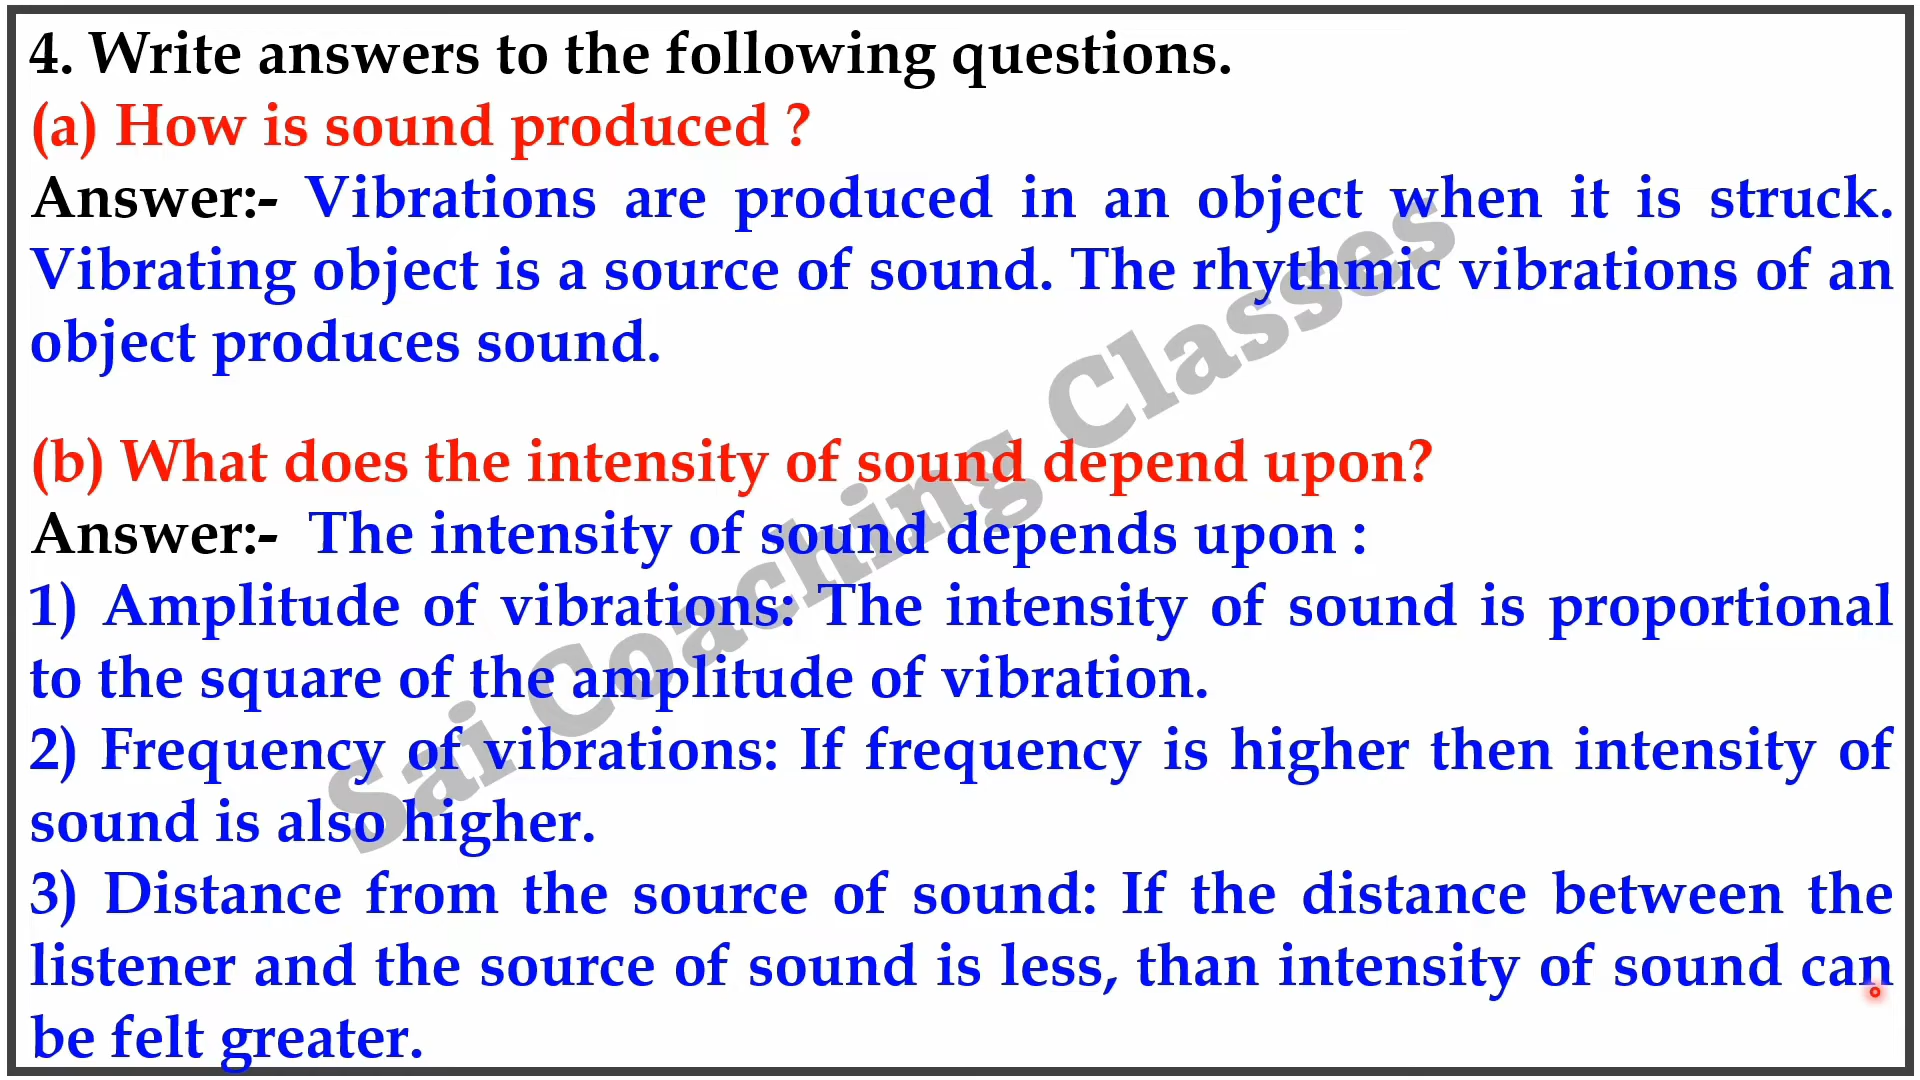 4. Write answers to the following questions.
(a) How is sound produced ?
Answer:- Vibrations are produced in an object when it is struck.
Vibrating object is a source of sound. The rhythmic vibrations of an
object produces sound.
(b) What does the intensity of sound depend upon?
Answer:- The intensity of sound depends upon :
1) Amplitude of vibrations: The intensity of sound is proportional
to the square of the amplitude of vibration.
2) Frequency of vibrations: If frequency is higher then intensity of
sound is also higher.
3) Distance from the source of sound: If the distance between the
listener and the source of sound is less, than intensity of sound can
be felt greater.
Sai Coaching Classes